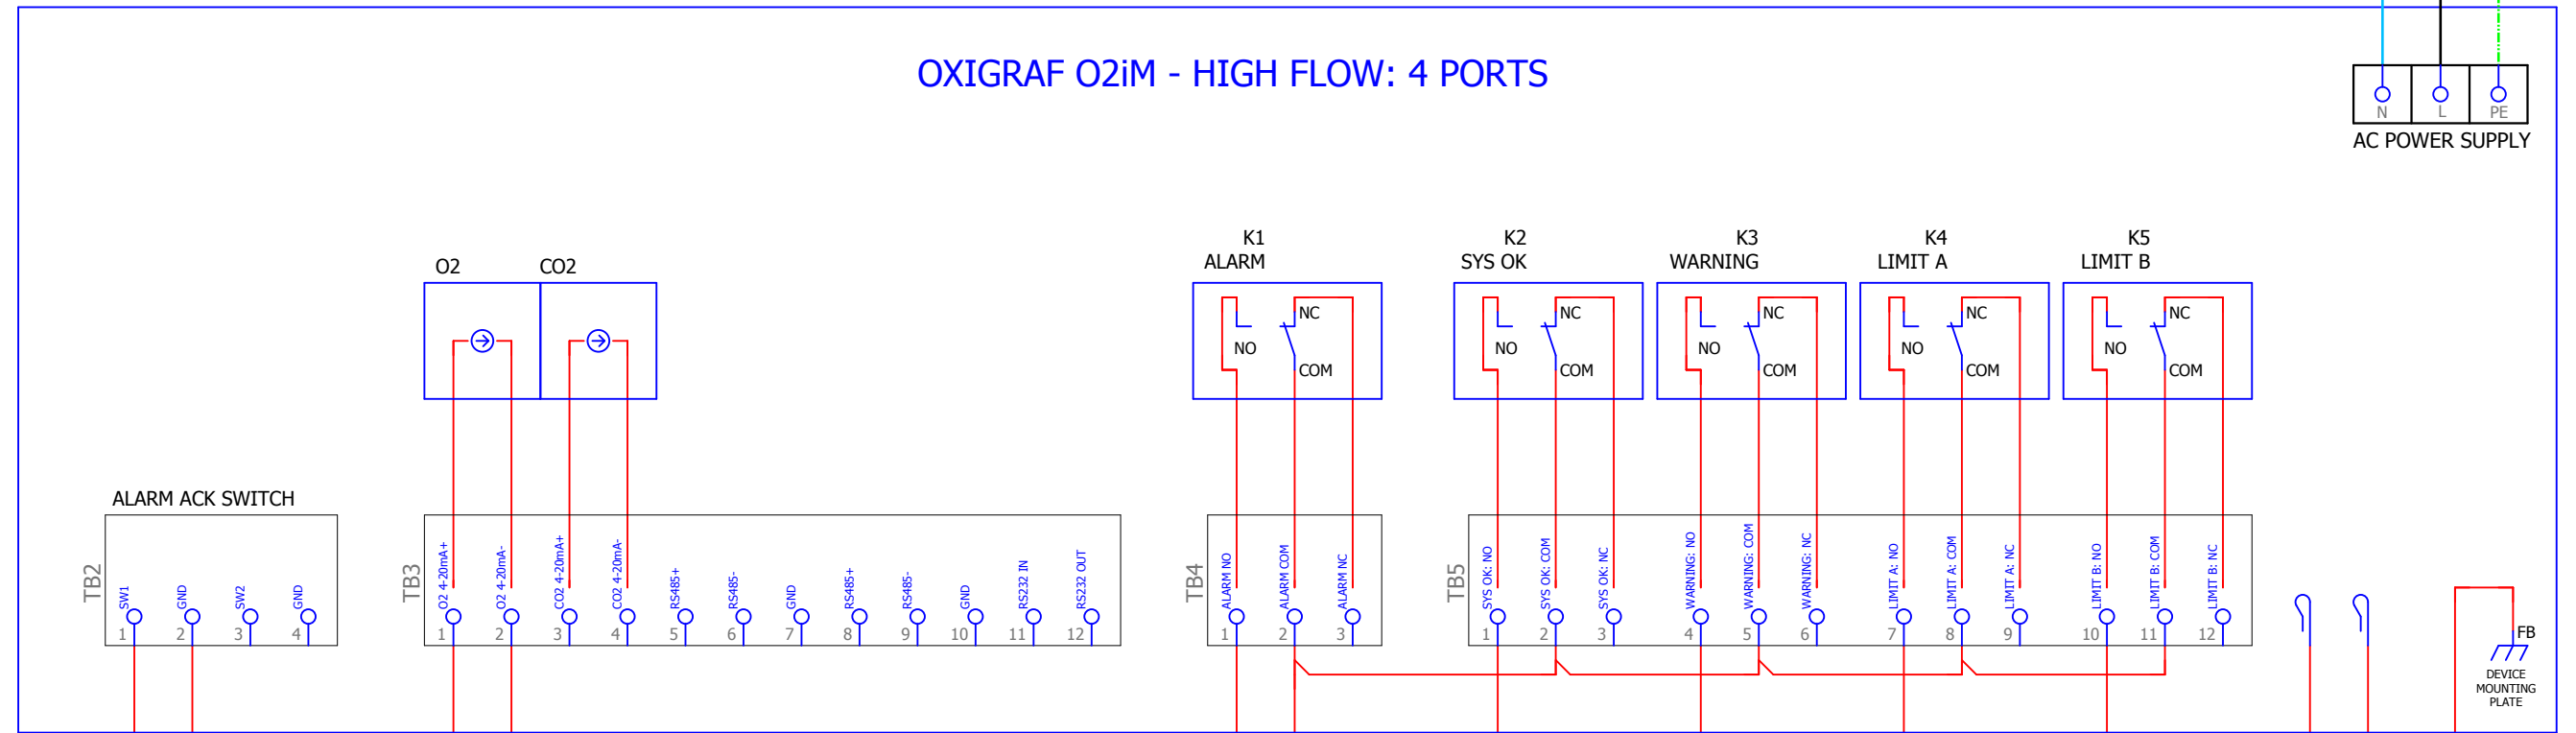 OXIGRAF O2iM - HIGH FLOW: 4 PORTS
N L PE
AC POWER SUPPLY
O2 CO2
K1
ALARM
K2
SYS OK
K3
WARNING
K4
LIMIT A
K5
LIMIT B
NC
NO
COM
NC
NO
COM
NC
NO
COM
NC
NO
COM
NC
NO
COM
ALARM ACK SWITCH
TB2
SW1
GND
SW2
GND
1 2 3 4
TB3
O2 4-20mA+
O2 4-20mA-
CO2 4-20mA+
CO2 4-20mA-
RS485+
RS485-
GND
RS485+
RS485-
GND
RS232 IN
RS232 OUT
1 2 3 4 5 6 7 8 9 10 11 12
TB4
ALARM NO
ALARM COM
ALARM NC
1 2 3
TB5
SYS OK: NO
SYS OK: COM
SYS OK: NC
WARNING: NO
WARNING: COM
WARNING: NC
LIMIT A: NO
LIMIT A: COM
LIMIT A: NC
LIMIT B: NO
LIMIT B: COM
LIMIT B: NC
1 2 3 4 5 6 7 8 9 10 11 12
FB
DEVICE
MOUNTING
PLATE